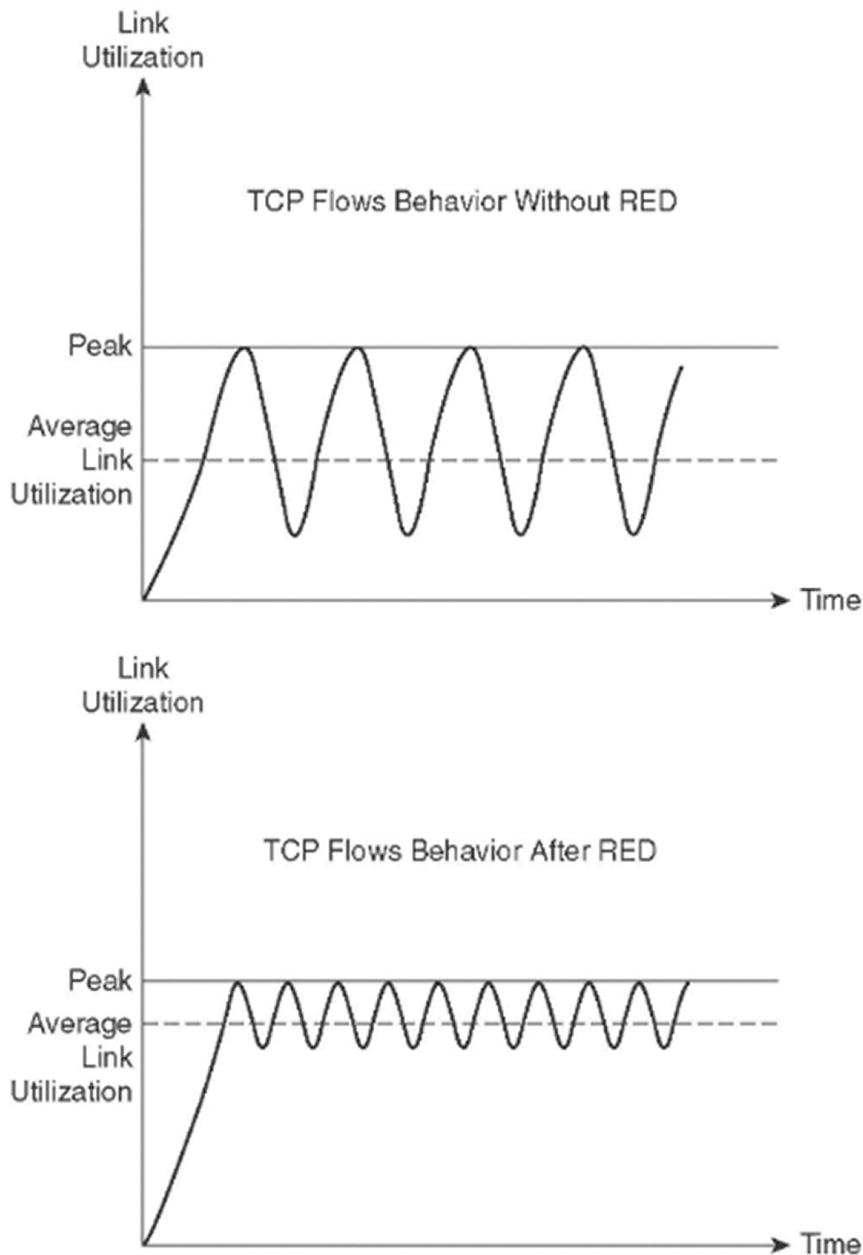 Link
Utilization
TCP Flows Behavior Without RED
Peak
Average
Link
Utilization
Time
Link
Utilization
TCP Flows Behavior After RED
Peak
Average
Link
Utilization
Time